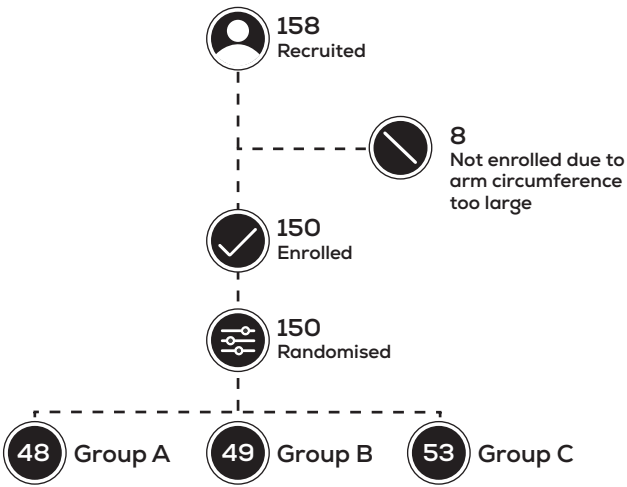 158
Recruited
8
Not enrolled due to
arm circumference
too large
150
Enrolled
150
Randomised
48 Group A 49 Group B 53 Group C